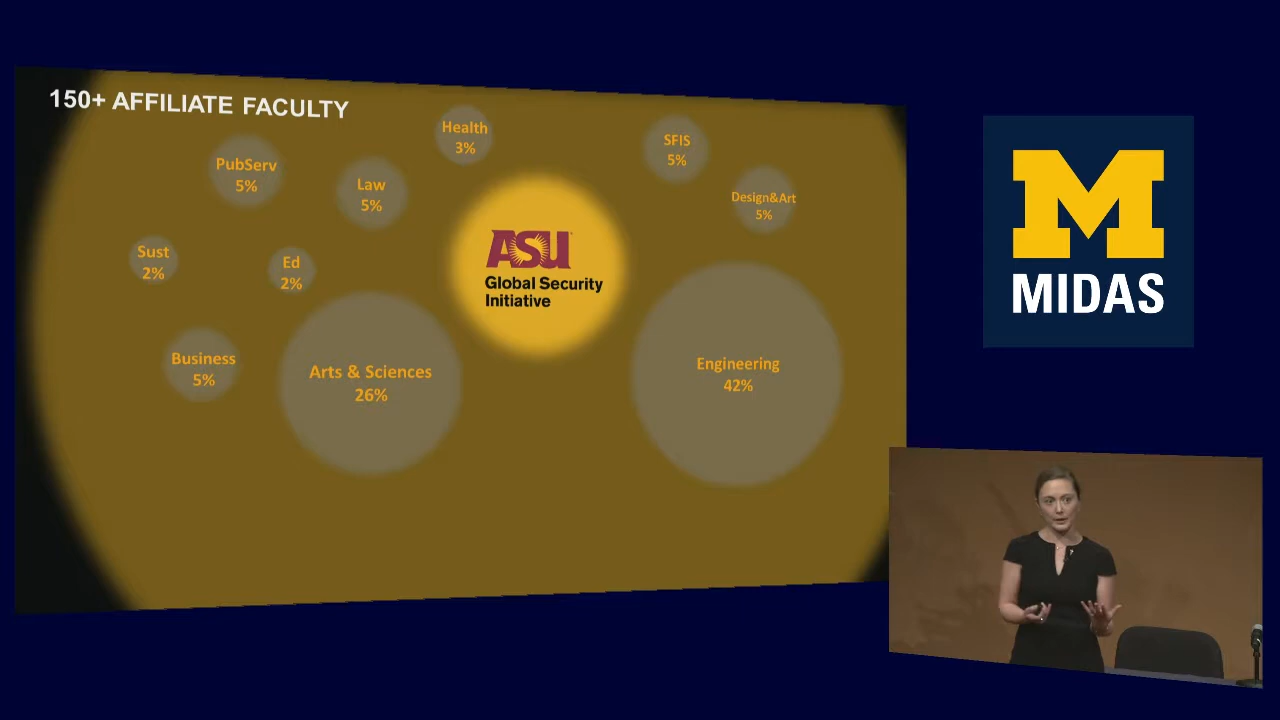 150+ AFFILIATE FACULTY
Health
3%
SFIS
5%
PubServ
5%
Law
5%
Design&Art
5%
Sust
2%
Ed
2%
ASU
Global Security
Initiative
Business
5%
Arts & Sciences
26%
Engineering
42%
M
MIDAS